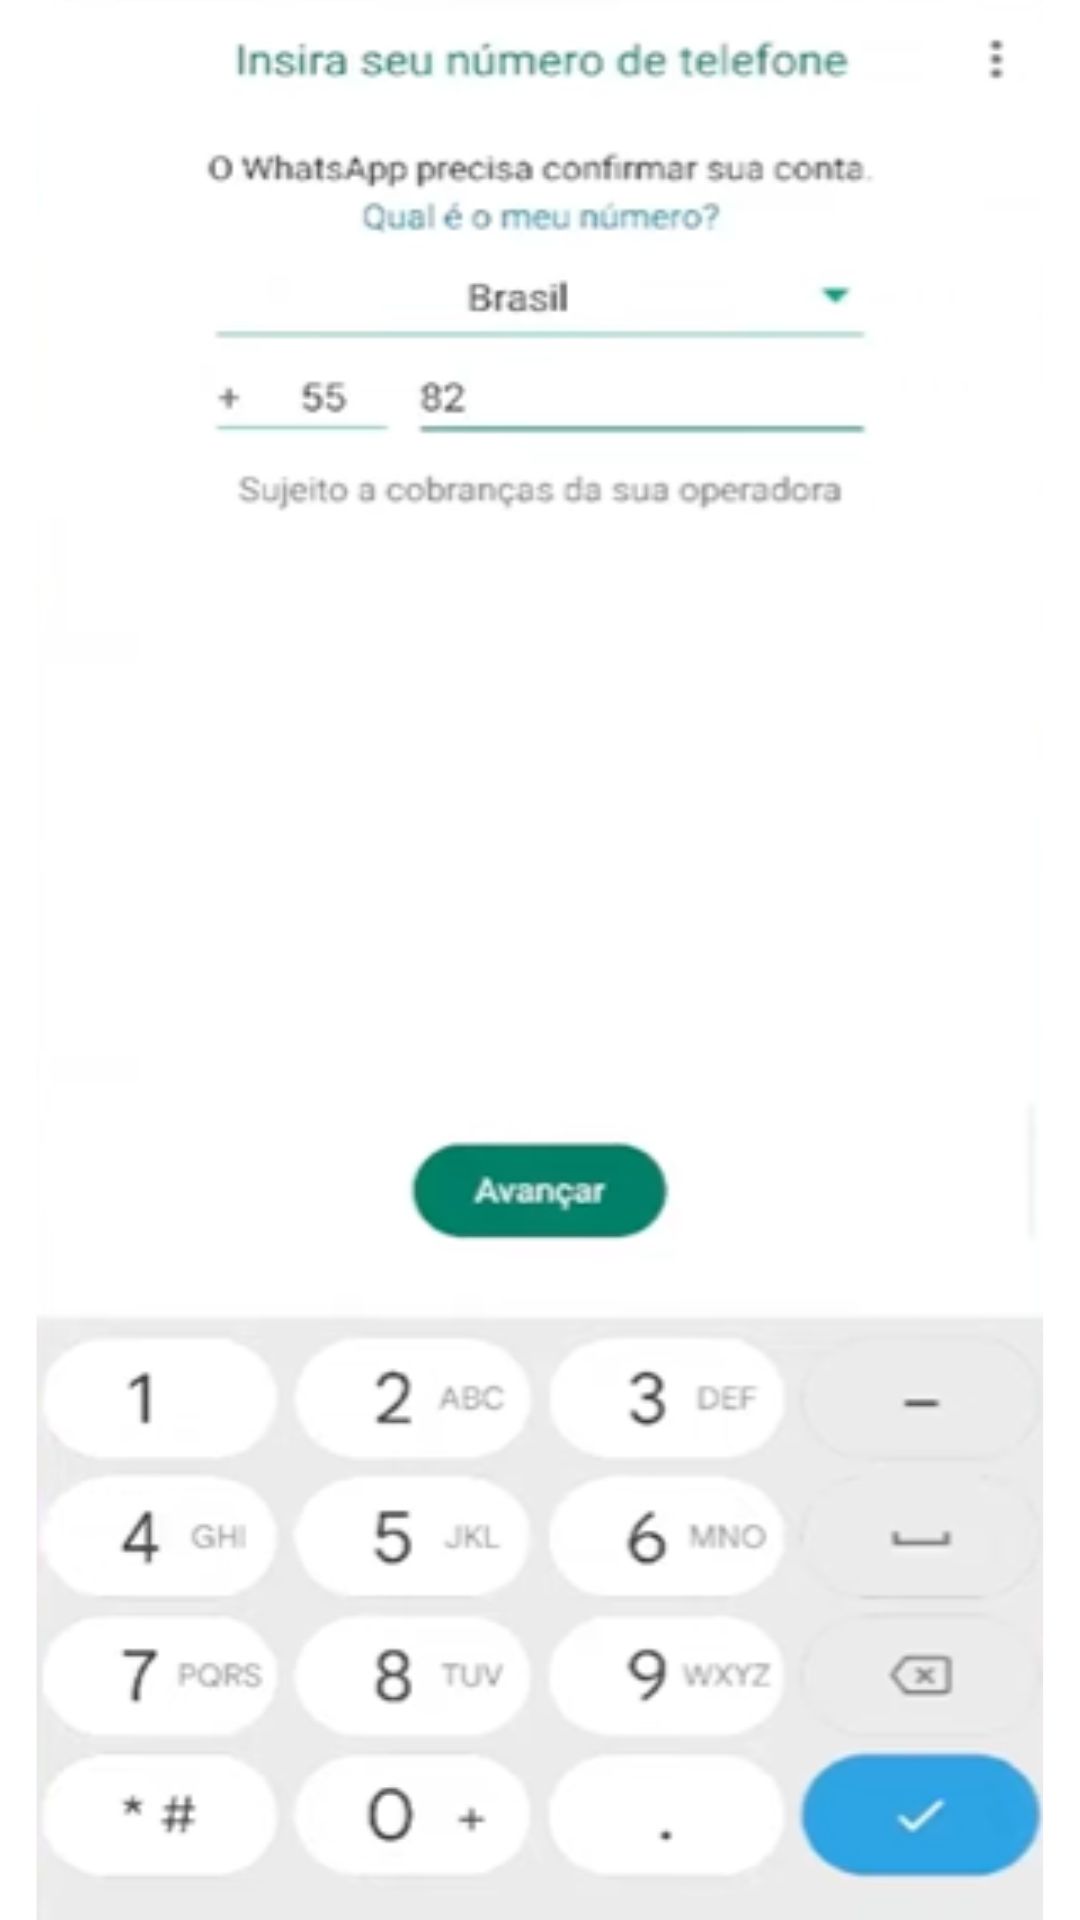 Insira seu número de telefone
O WhatsApp precisa confirmar sua conta.
Qual é o meu número?
Brasil
+ 55 82
Sujeito a cobranças da sua operadora
Avançar
1 2 ABC 3 DEF –
4 GHI 5 JKL 6 MNO
7 PQRS 8 TUV 9 WXYZ
* # 0 + .